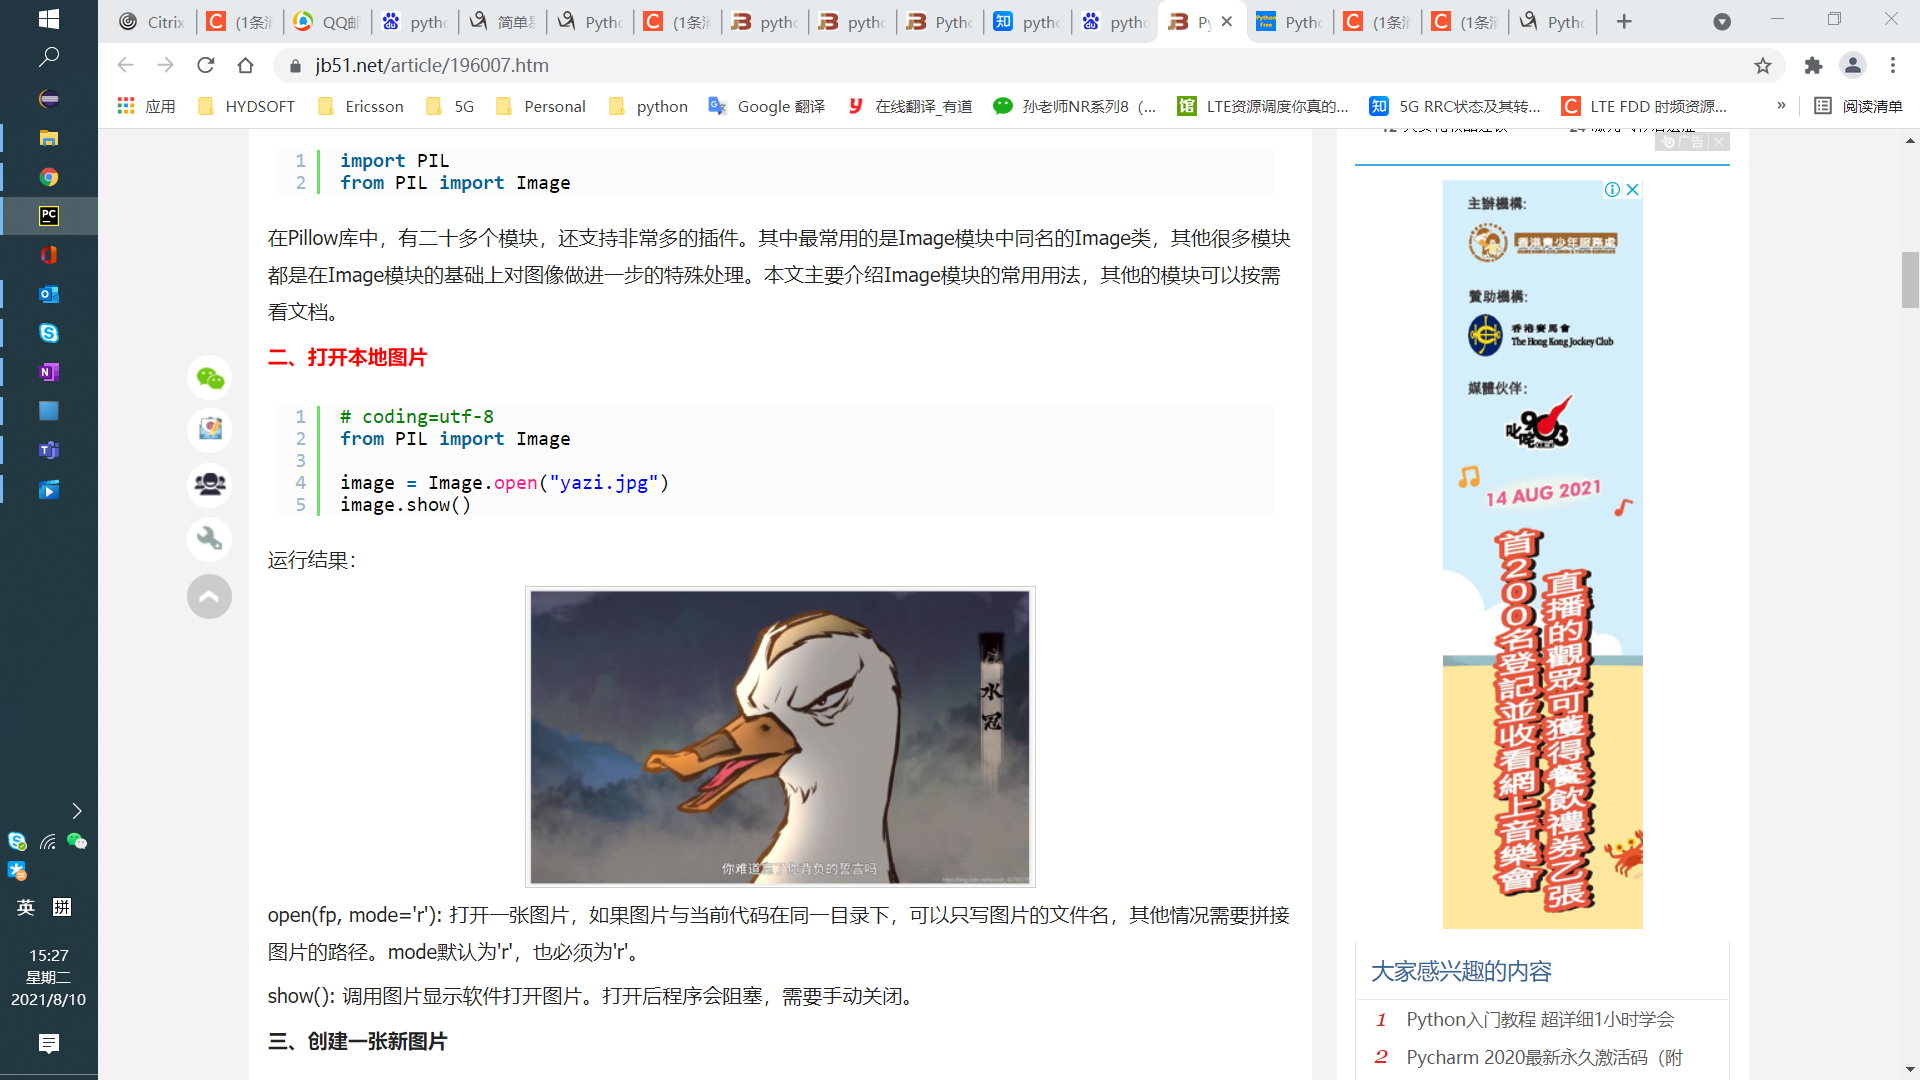 Citrix
(1条消
QQ邮
pytho
简单易
Pytho
(1条消
pytho
pytho
Pytho
pytho
pytho
Py
Pytho
(1条消
(1条消
Pytho
jb51.net/article/196007.htm
应用
HYDSOFT
Ericsson
5G
Personal
python
Google 翻译
在线翻译_有道
孙老师NR系列8（...
LTE资源调度你真的...
5G RRC状态及其转...
LTE FDD 时频资源...
»
阅读清单
广告
1 import PIL
2 from PIL import Image
在Pillow库中，有二十多个模块，还支持非常多的插件。其中最常用的是Image模块中同名的Image类，其他很多模块
都是在Image模块的基础上对图像做进一步的特殊处理。本文主要介绍Image模块的常用用法，其他的模块可以按需
看文档。
二、打开本地图片
1 # coding=utf-8
2 from PIL import Image
3
4 image = Image.open("yazi.jpg")
5 image.show()
运行结果：
水冠
你难道忘了你背负的誓言吗
open(fp, mode='r'): 打开一张图片，如果图片与当前代码在同一目录下，可以只写图片的文件名，其他情况需要拼接
图片的路径。mode默认为'r'，也必须为'r'。
show(): 调用图片显示软件打开图片。打开后程序会阻塞，需要手动关闭。
三、创建一张新图片
主辦機構:
香港青少年服務處
HONG KONG CHILDREN & YOUTH SERVICES
贊助機構:
香港賽馬會
The Hong Kong Jockey Club
媒體伙伴:
叱咤903
14 AUG 2021
首200名登記並收看網上音樂會
直播的觀眾可獲得餐飲禮券乙張
大家感兴趣的内容
1 Python入门教程 超详细1小时学会
2 Pycharm 2020最新永久激活码（附
英 拼
15:27
星期二
2021/8/10